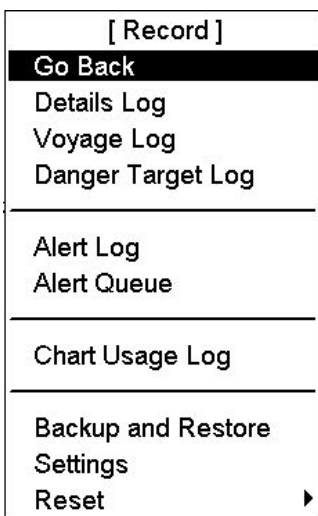 [ Record ]
Go Back
Details Log
Voyage Log
Danger Target Log
Alert Log
Alert Queue
Chart Usage Log
Backup and Restore
Settings
Reset